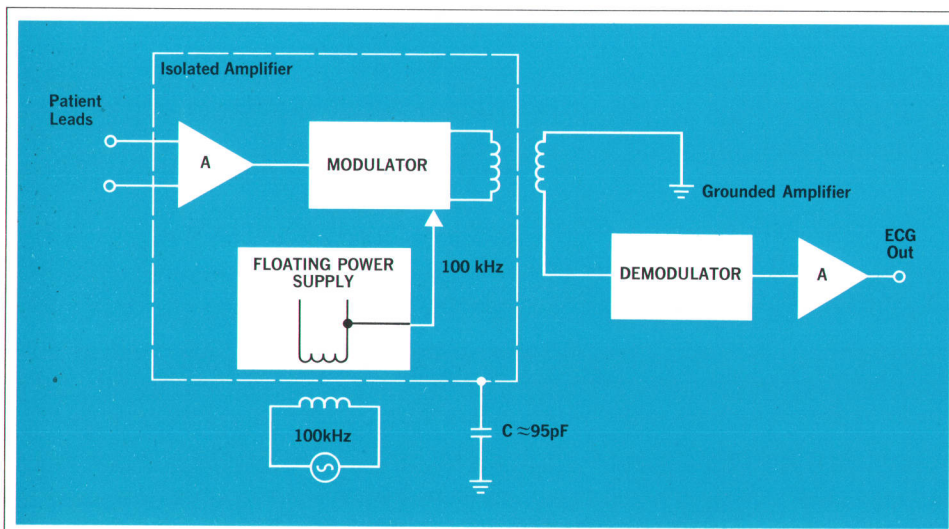 Isolated Amplifier
Patient
Leads
A
MODULATOR
Grounded Amplifier
FLOATING POWER
SUPPLY
100 kHz
DEMODULATOR
A
ECG
Out
100kHz
C ≈95pF